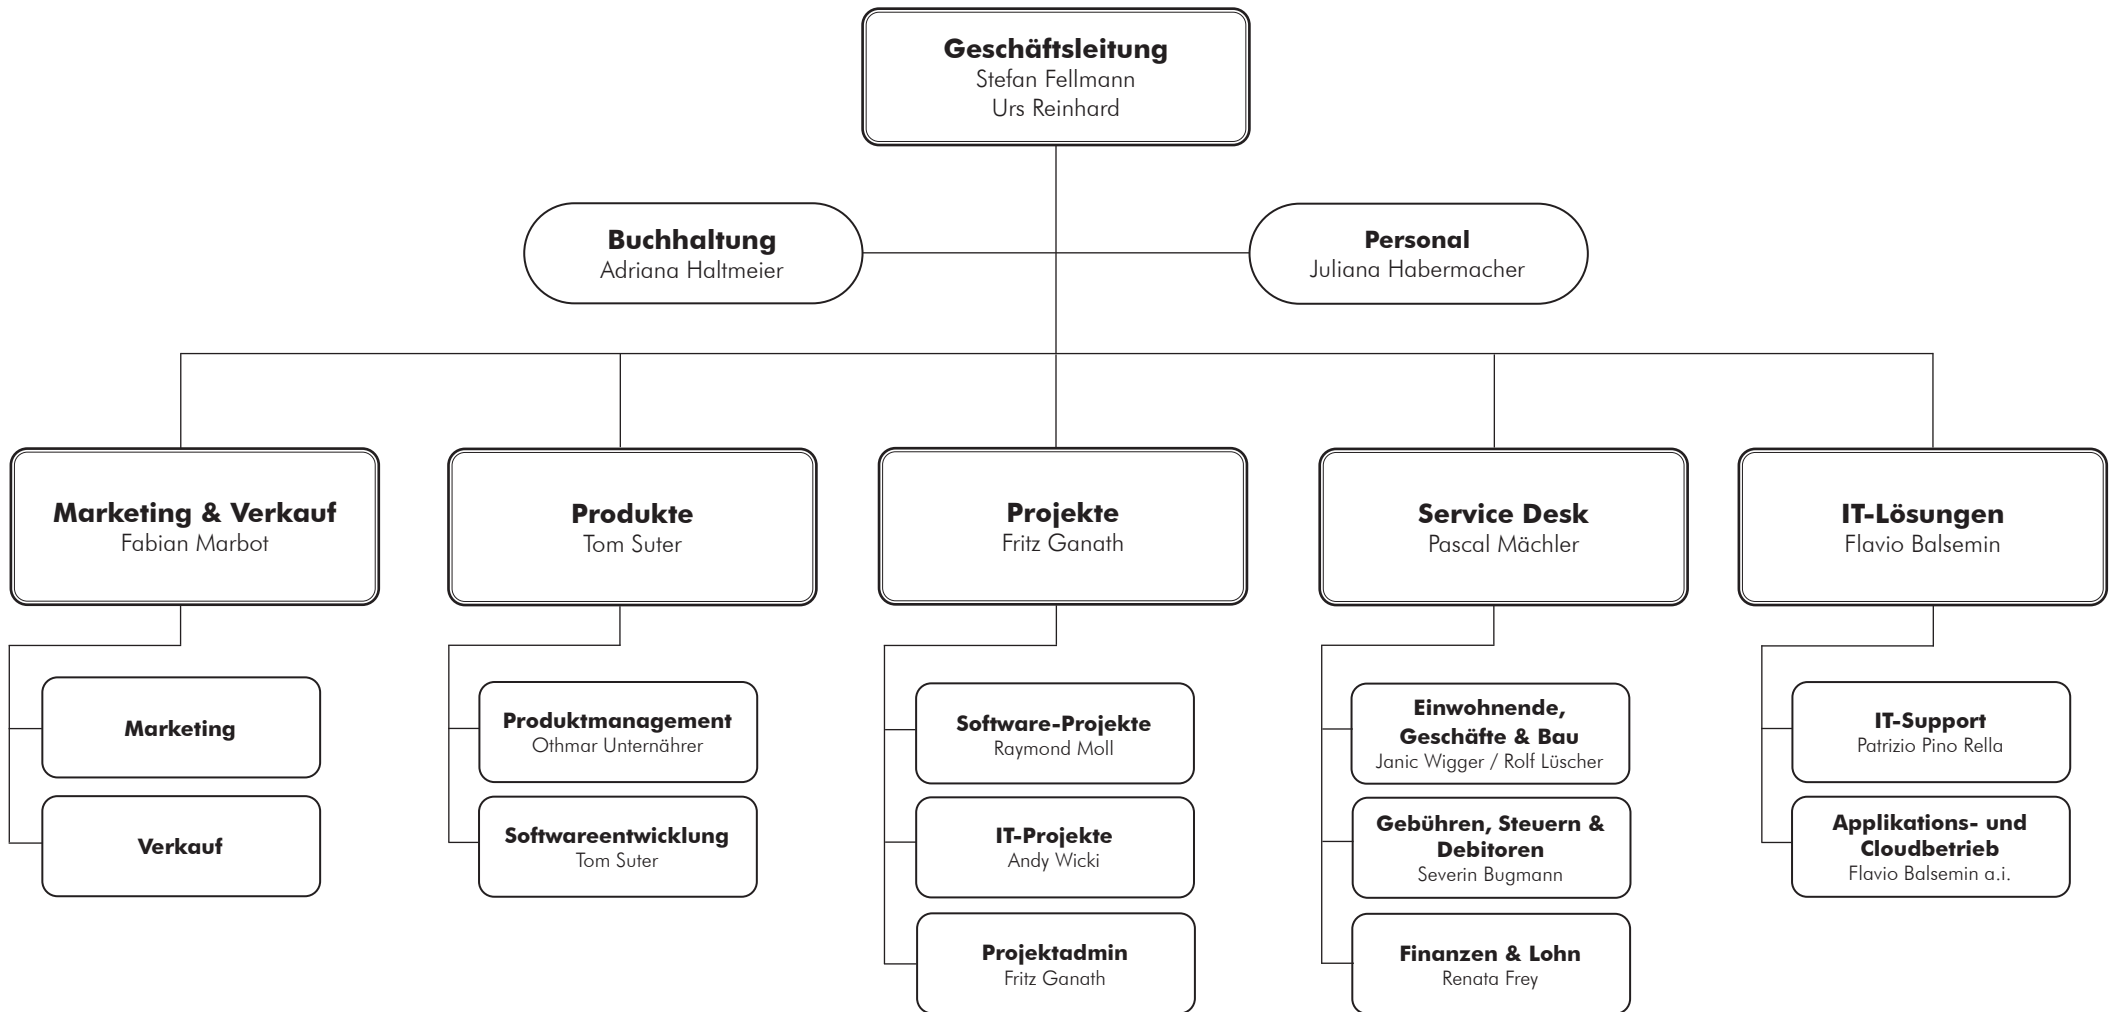 Geschäftsleitung
Stefan Fellmann
Urs Reinhard
Buchhaltung
Adriana Haltmeier
Personal
Juliana Habermacher
Marketing & Verkauf
Fabian Marbot
Produkte
Tom Suter
Projekte
Fritz Ganath
Service Desk
Pascal Mächler
IT-Lösungen
Flavio Balsemin
Marketing
Verkauf
Produktmanagement
Othmar Unternährer
Softwareentwicklung
Tom Suter
Software-Projekte
Raymond Moll
IT-Projekte
Andy Wicki
Projektadmin
Fritz Ganath
Einwohnende,
Geschäfte & Bau
Janic Wigger / Rolf Lüscher
Gebühren, Steuern &
Debitoren
Severin Bugmann
Finanzen & Lohn
Renata Frey
IT-Support
Patrizio Pino Rella
Applikations- und
Cloudbetrieb
Flavio Balsemin a.i.